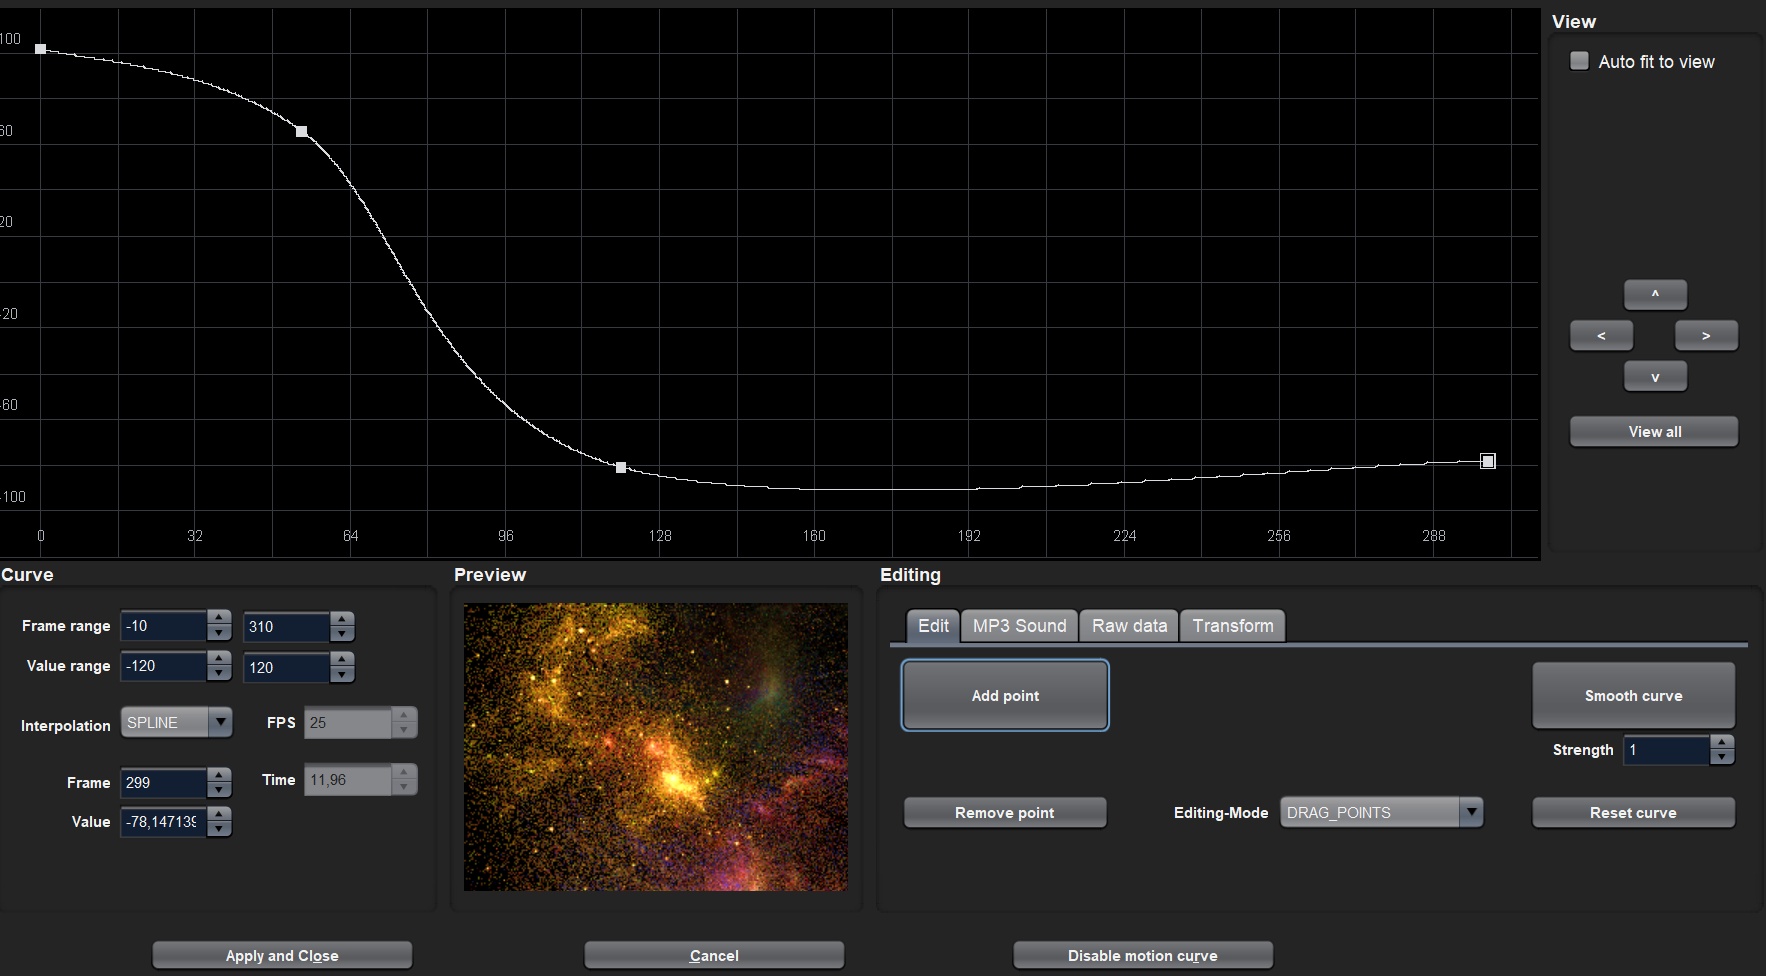 View
100
Auto fit to view
60
20
-20
^
< >
v
-60
View all
-100
0 32 64 96 128 160 192 224 256 288
Curve Preview Editing
Frame range -10 310
Edit MP3 Sound Raw data Transform
Value range -120 120
Add point Smooth curve
Interpolation SPLINE FPS 25
Strength 1
Frame 299 Time 11,96
Remove point Editing-Mode DRAG_POINTS Reset curve
Value -78,147139
Apply and Close Cancel Disable motion curve